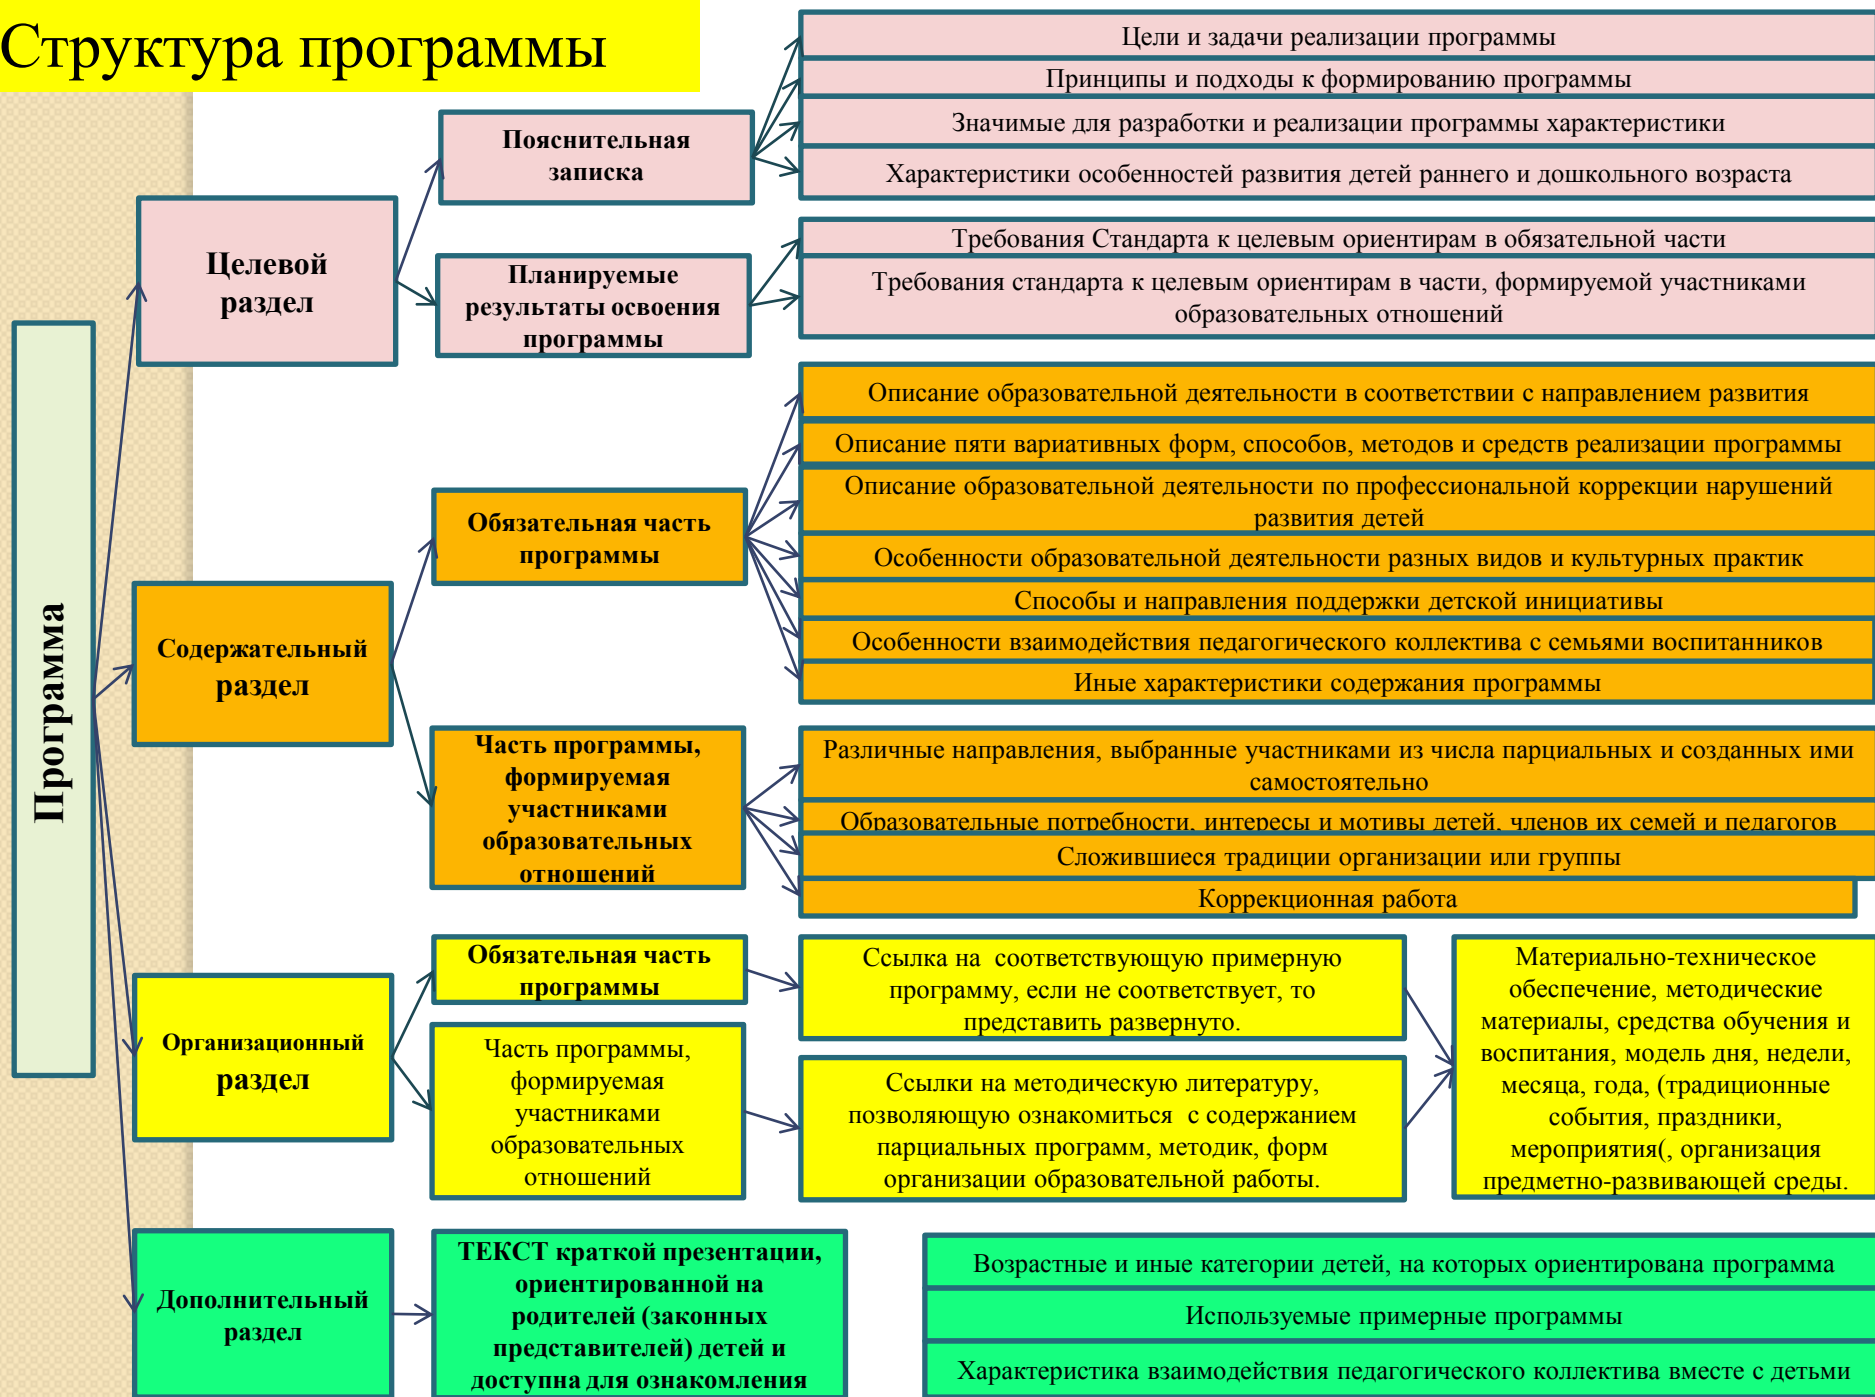 Структура программы
Программа
Целевой
раздел
Пояснительная
записка
Цели и задачи реализации программы
Принципы и подходы к формированию программы
Значимые для разработки и реализации программы характеристики
Характеристики особенностей развития детей раннего и дошкольного возраста
Планируемые
результаты освоения
программы
Требования Стандарта к целевым ориентирам в обязательной части
Требования стандарта к целевым ориентирам в части, формируемой участниками
образовательных отношений
Содержательный
раздел
Обязательная часть
программы
Описание образовательной деятельности в соответствии с направлением развития
Описание пяти вариативных форм, способов, методов и средств реализации программы
Описание образовательной деятельности по профессиональной коррекции нарушений
развития детей
Особенности образовательной деятельности разных видов и культурных практик
Способы и направления поддержки детской инициативы
Особенности взаимодействия педагогического коллектива с семьями воспитанников
Иные характеристики содержания программы
Часть программы,
формируемая
участниками
образовательных
отношений
Различные направления, выбранные участниками из числа парциальных и созданных ими
самостоятельно
Образовательные потребности, интересы и мотивы детей, членов их семей и педагогов
Сложившиеся традиции организации или группы
Коррекционная работа
Организационный
раздел
Обязательная часть
программы
Ссылка на соответствующую примерную
программу, если не соответствует, то
представить развернуто.
Часть программы,
формируемая
участниками
образовательных
отношений
Ссылки на методическую литературу,
позволяющую ознакомиться с содержанием
парциальных программ, методик, форм
организации образовательной работы.
Материально-техническое
обеспечение, методические
материалы, средства обучения и
воспитания, модель дня, недели,
месяца, года, (традиционные
события, праздники,
мероприятия(, организация
предметно-развивающей среды.
Дополнительный
раздел
ТЕКСТ краткой презентации,
ориентированной на
родителей (законных
представителей) детей и
доступна для ознакомления
Возрастные и иные категории детей, на которых ориентирована программа
Используемые примерные программы
Характеристика взаимодействия педагогического коллектива вместе с детьми